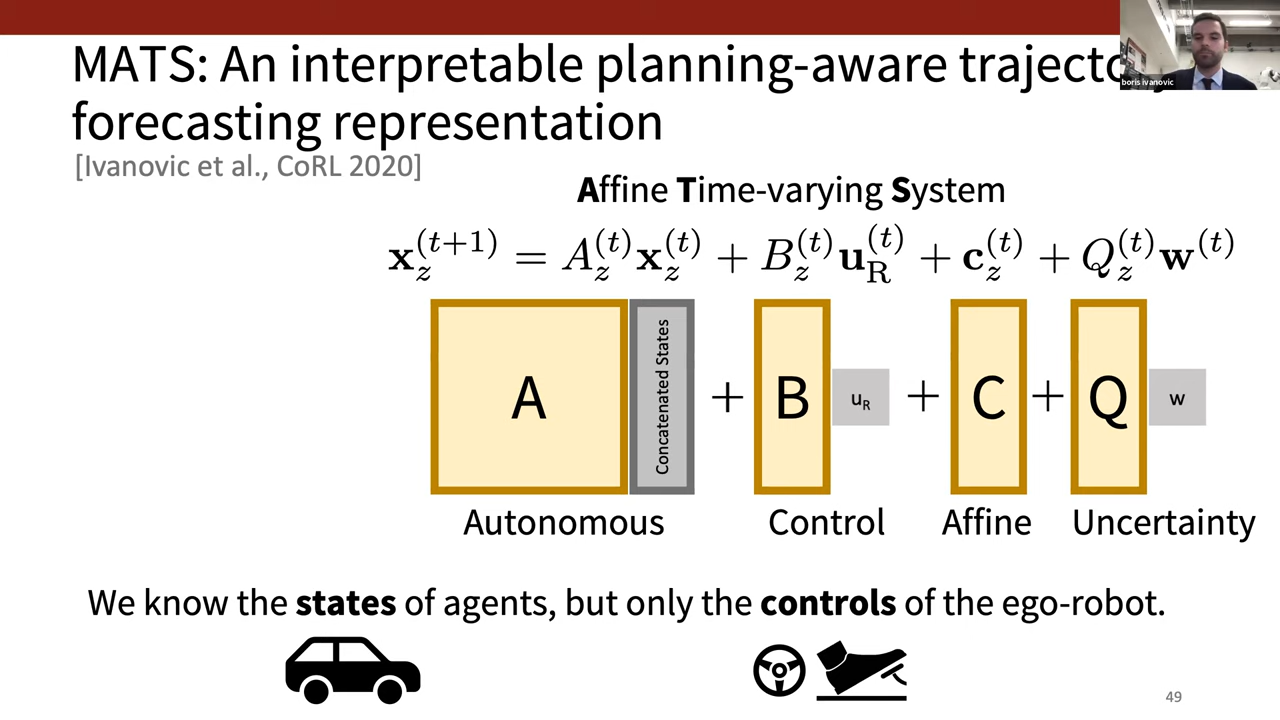 MATS: An interpretable planning-aware trajecto
forecasting representation
[Ivanovic et al., CoRL 2020]
boris ivanovic
Affine Time-varying System
x_z^{(t+1)} = A_z^{(t)} x_z^{(t)} + B_z^{(t)} u_R^{(t)} + c_z^{(t)} + Q_z^{(t)} w^{(t)}
A Concatenated States + B u_R + C + Q w
Autonomous Control Affine Uncertainty
We know the states of agents, but only the controls of the ego-robot.
49